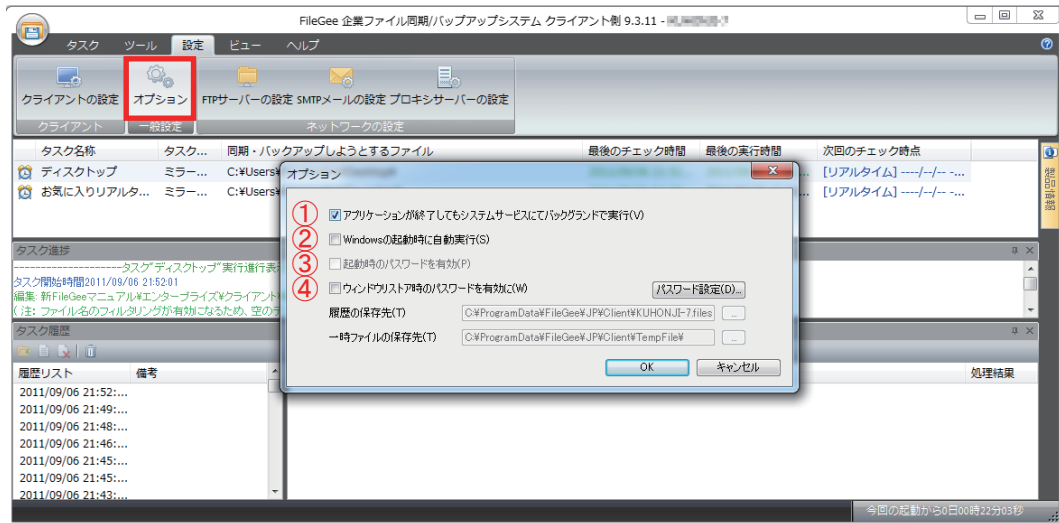 FileGee 企業ファイル同期/バップアップシステム クライアント側 9.3.11 -
タスク ツール 設定 ビュー ヘルプ
クライアントの設定 オプション FTPサーバーの設定 SMTPメールの設定 プロキシサーバーの設定
クライアント 一般設定 ネットワークの設定
タスク名称 タスク... 同期・バックアップしようとするファイル 最後のチェック時間 最後の実行時間 次回のチェック時点
ディスクトップ ミラー... C:¥Users¥ ... [リアルタイム] ----/--/-- -...
お気に入りリアルタ... ミラー... C:¥Users¥ ... [リアルタイム] ----/--/-- -...
製品情報
オプション
① アプリケーションが終了してもシステムサービスにてバックグランドで実行(V)
② Windowsの起動時に自動実行(S)
③ 起動時のパスワードを有効(P)
④ ウィンドウリストア時のパスワードを有効に(W) パスワード設定(D)...
履歴の保存先(T) C:¥ProgramData¥FileGee¥JP¥Client¥KUHONJI-7.files ...
一時ファイルの保存先(T) C:¥ProgramData¥FileGee¥JP¥Client¥TempFile¥ ...
OK キャンセル
タスク進捗
--------------------タスク"ディスクトップ"実行進行表
タスク開始時間2011/09/06 21:52:01
編集: 新FileGeeマニュアル¥エンタープライズ¥クライアント
(注: ファイル名のフィルタリングが有効になるため、空の
タスク履歴
履歴リスト 備考 処理結果
2011/09/06 21:52:...
2011/09/06 21:49:...
2011/09/06 21:48:...
2011/09/06 21:46:...
2011/09/06 21:45:...
2011/09/06 21:45:...
2011/09/06 21:43:...
今回の起動から0日00時22分03秒